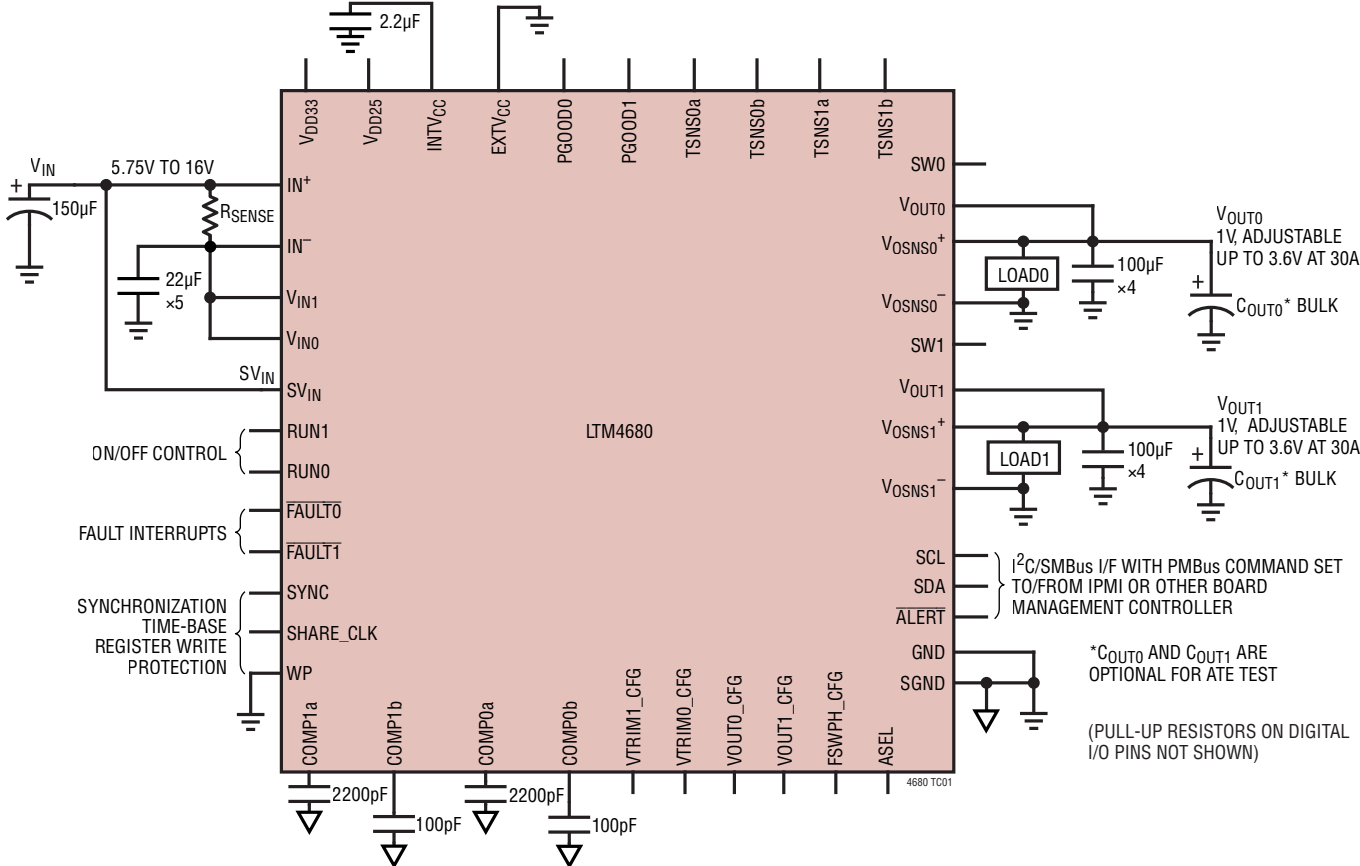 2.2µF
VDD33
VDD25
INTVCC
EXTVCC
PGOOD0
PGOOD1
TSNS0a
TSNS0b
TSNS1a
TSNS1b
VIN
5.75V TO 16V
+
150µF
RSENSE
22µF
×5
SVIN
IN+
IN–
VIN1
VIN0
SVIN
RUN1
RUN0
FAULT0
FAULT1
SYNC
SHARE_CLK
WP
ON/OFF CONTROL
FAULT INTERRUPTS
SYNCHRONIZATION
TIME-BASE
REGISTER WRITE
PROTECTION
LTM4680
SW0
VOUT0
VOSNS0+
VOSNS0–
SW1
VOUT1
VOSNS1+
VOSNS1–
SCL
SDA
ALERT
GND
SGND
LOAD0
100µF
×4
+
COUT0* BULK
VOUT0
1V, ADJUSTABLE
UP TO 3.6V AT 30A
LOAD1
100µF
×4
+
COUT1* BULK
VOUT1
1V, ADJUSTABLE
UP TO 3.6V AT 30A
I2C/SMBus I/F WITH PMBus COMMAND SET
TO/FROM IPMI OR OTHER BOARD
MANAGEMENT CONTROLLER
*COUT0 AND COUT1 ARE
OPTIONAL FOR ATE TEST
(PULL-UP RESISTORS ON DIGITAL
I/O PINS NOT SHOWN)
COMP1a
COMP1b
COMP0a
COMP0b
VTRIM1_CFG
VTRIM0_CFG
VOUT0_CFG
VOUT1_CFG
FSWPH_CFG
ASEL
4680 TC01
2200pF
100pF
2200pF
100pF